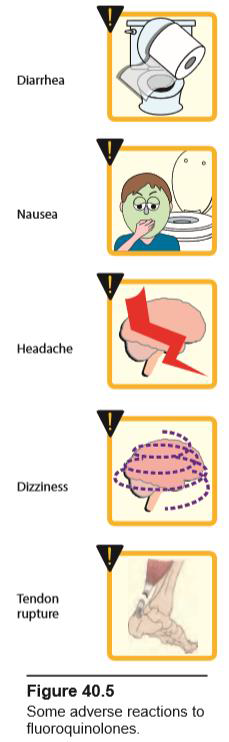 !
Diarrhea
!
Nausea
!
Headache
!
Dizziness
!
Tendon
rupture
Figure 40.5
Some adverse reactions to
fluoroquinolones.